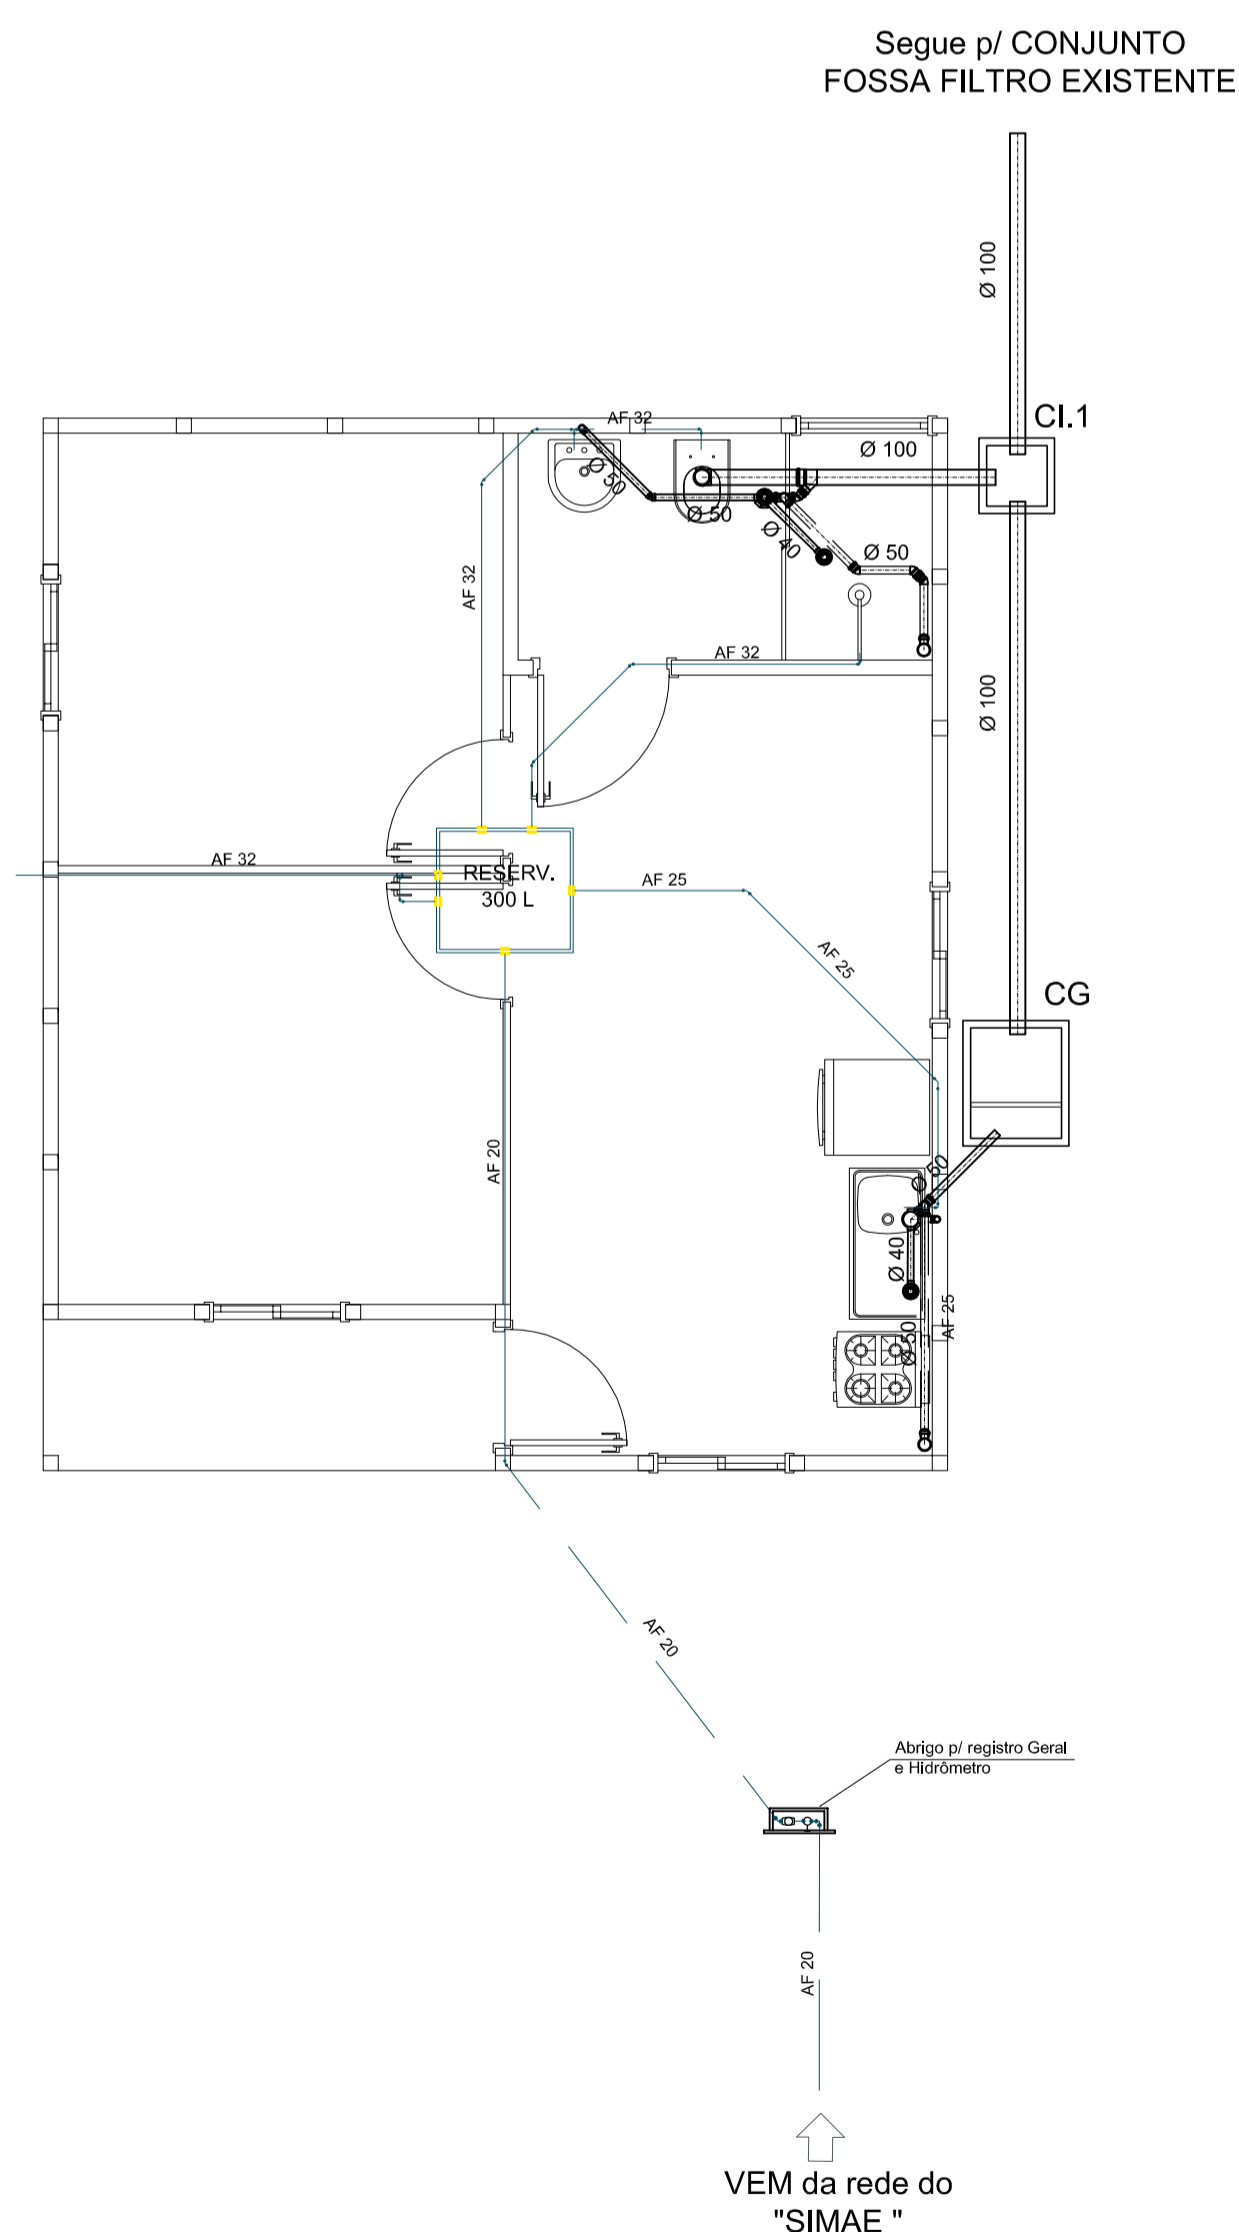 Segue p/ CONJUNTO
FOSSA FILTRO EXISTENTE
Ø 100
CI.1
AF 32
Ø 100
Ø 50
Ø 50
Ø 40
Ø 50
AF 32
AF 32
Ø 100
AF 32
RESERV.
300 L
AF 25
AF 25
CG
AF 20
Ø 50
Ø 40
AF 25
Ø 50
AF 20
Abrigo p/ registro Geral
e Hidrômetro
AF 20
VEM da rede do
"SIMAE "